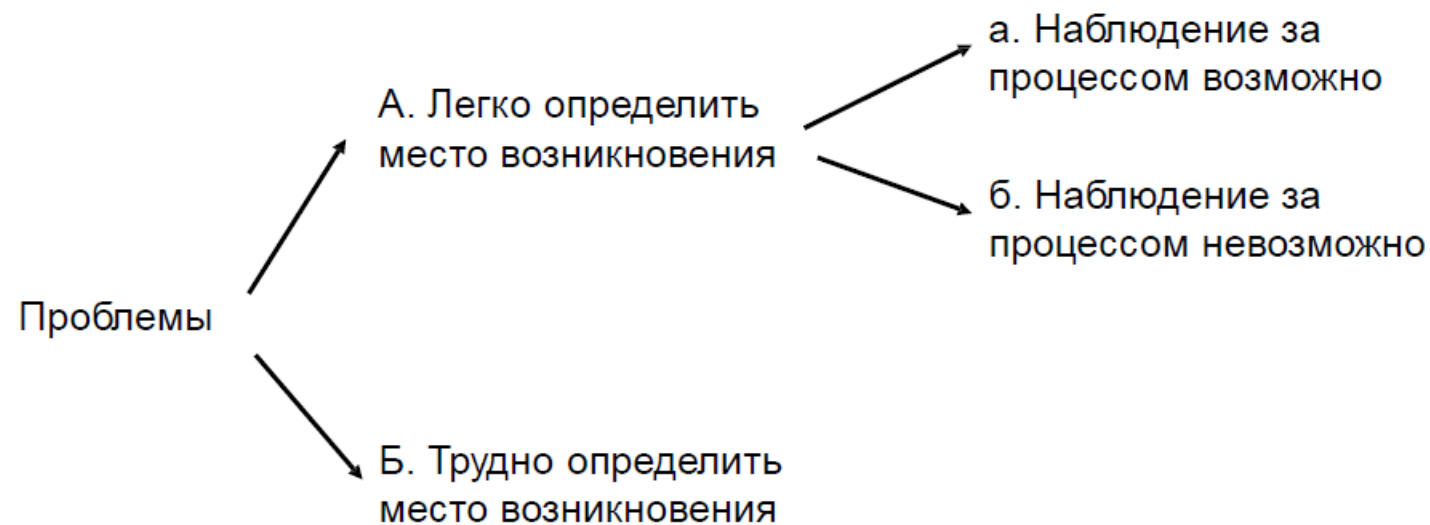 Проблемы
А. Легко определить
место возникновения
а. Наблюдение за
процессом возможно
б. Наблюдение за
процессом невозможно
Б. Трудно определить
место возникновения